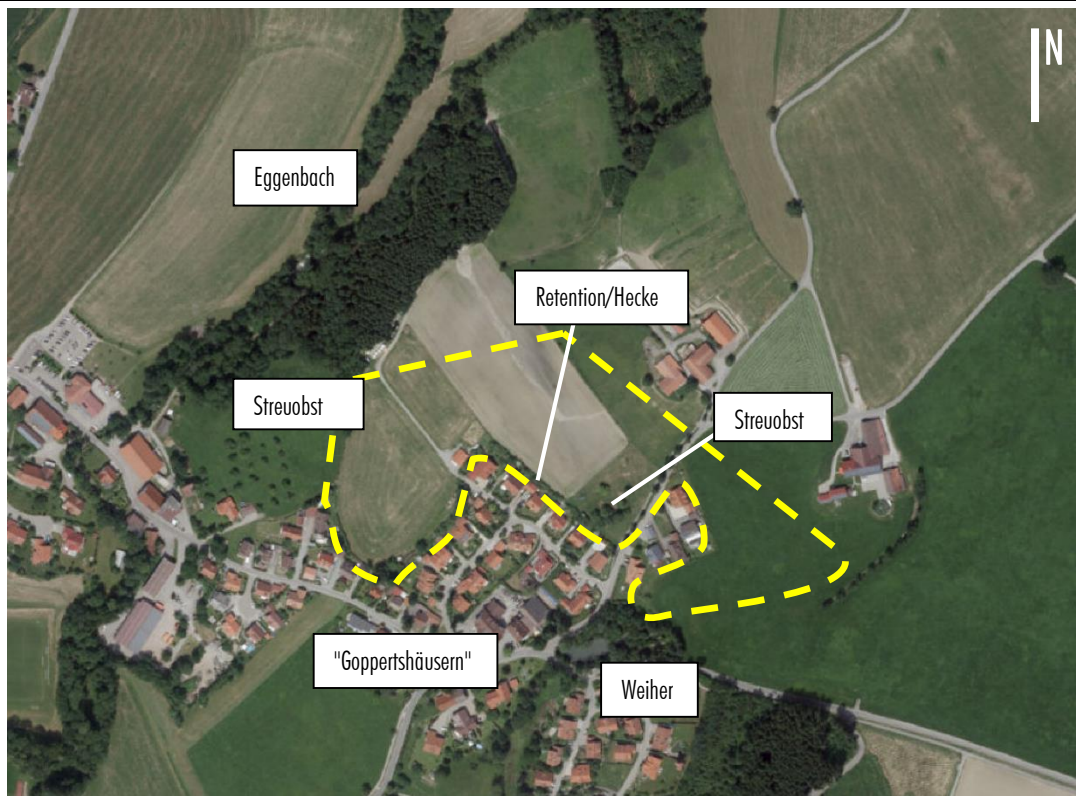 N
Eggenbach
Retention/Hecke
Streuobst
Streuobst
"Goppertshäusern"
Weiher